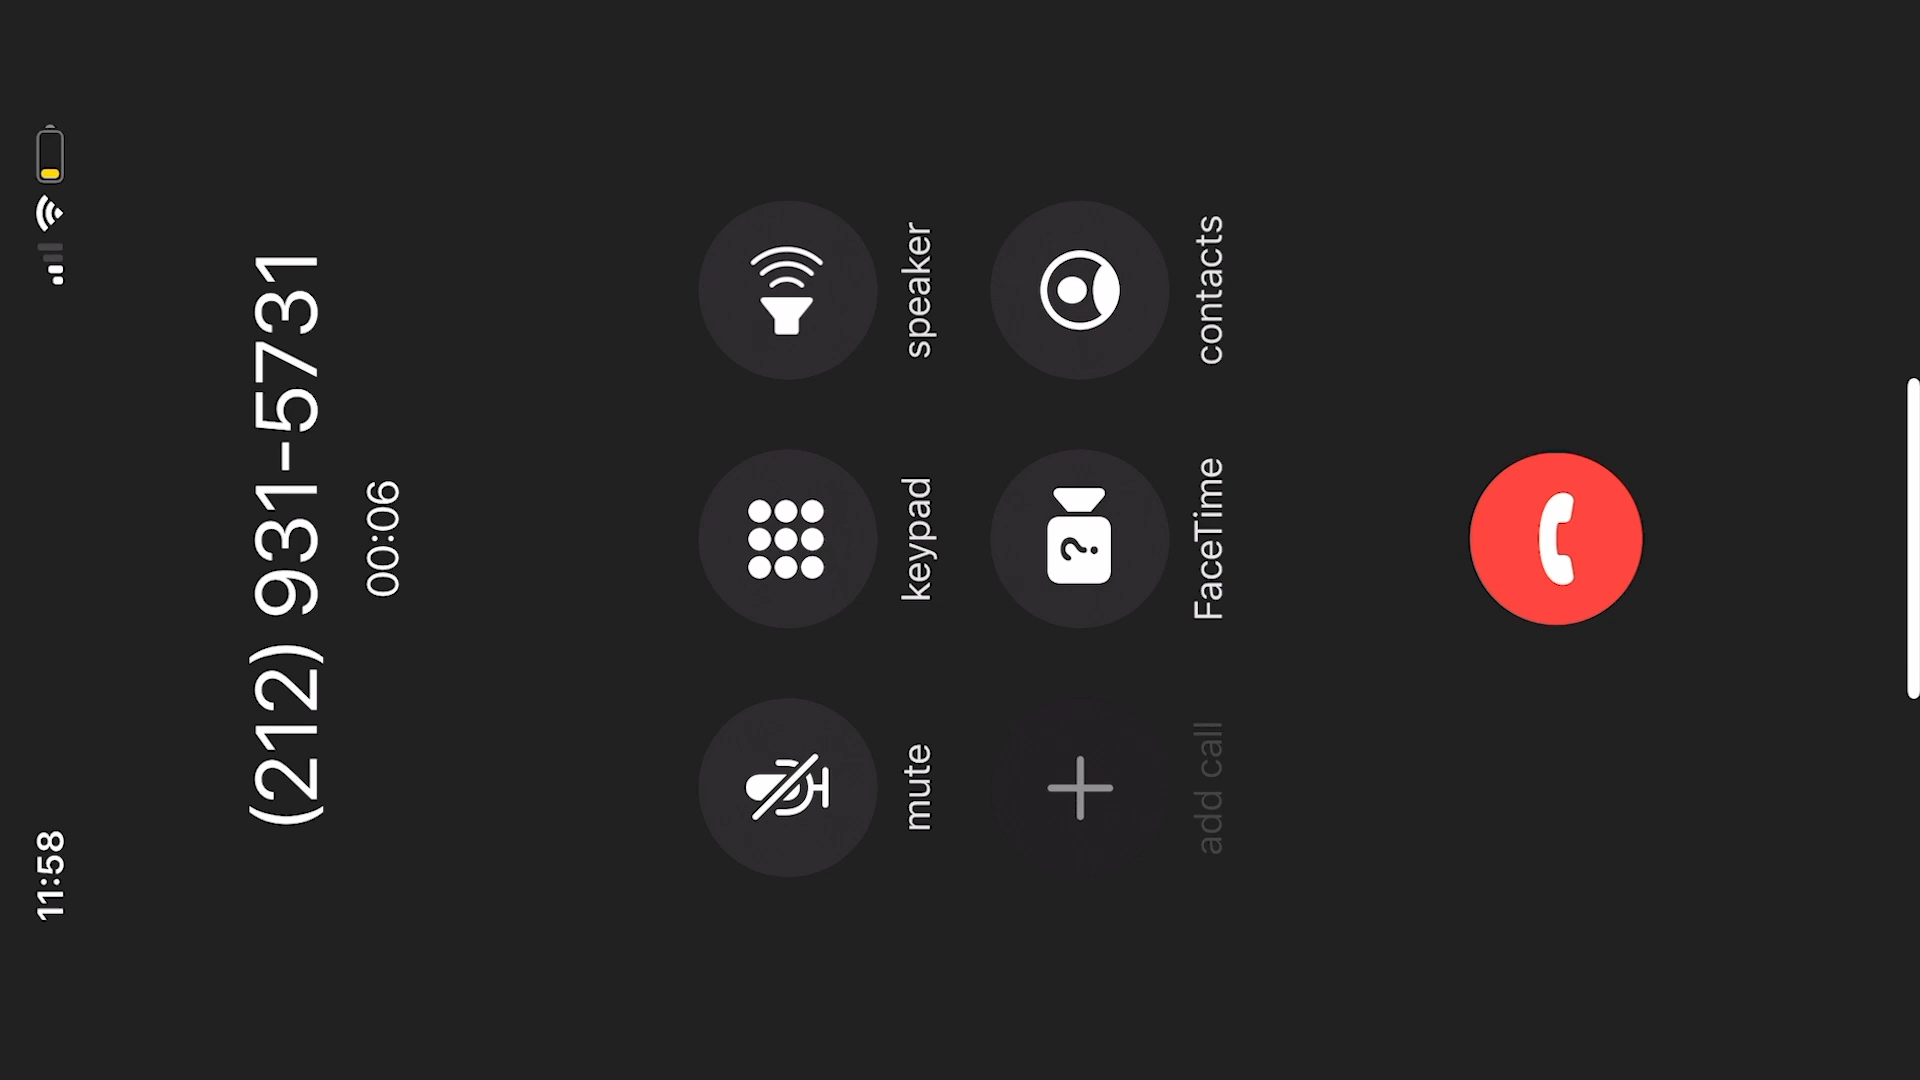 11:58
(212) 931-5731
00:06
mute keypad speaker
add call FaceTime contacts